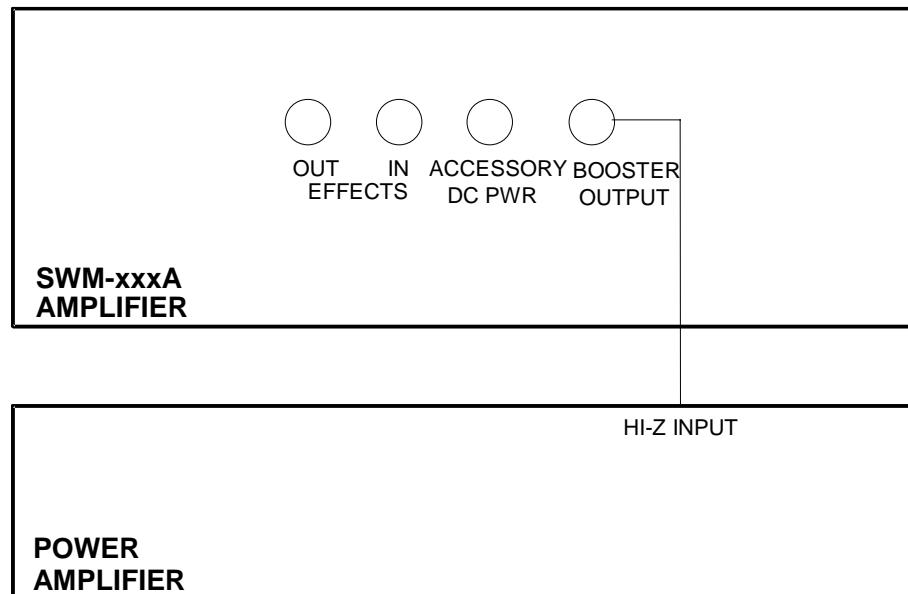 OUT IN ACCESSORY BOOSTER
EFFECTS DC PWR OUTPUT
SWM-xxxA
AMPLIFIER
HI-Z INPUT
POWER
AMPLIFIER